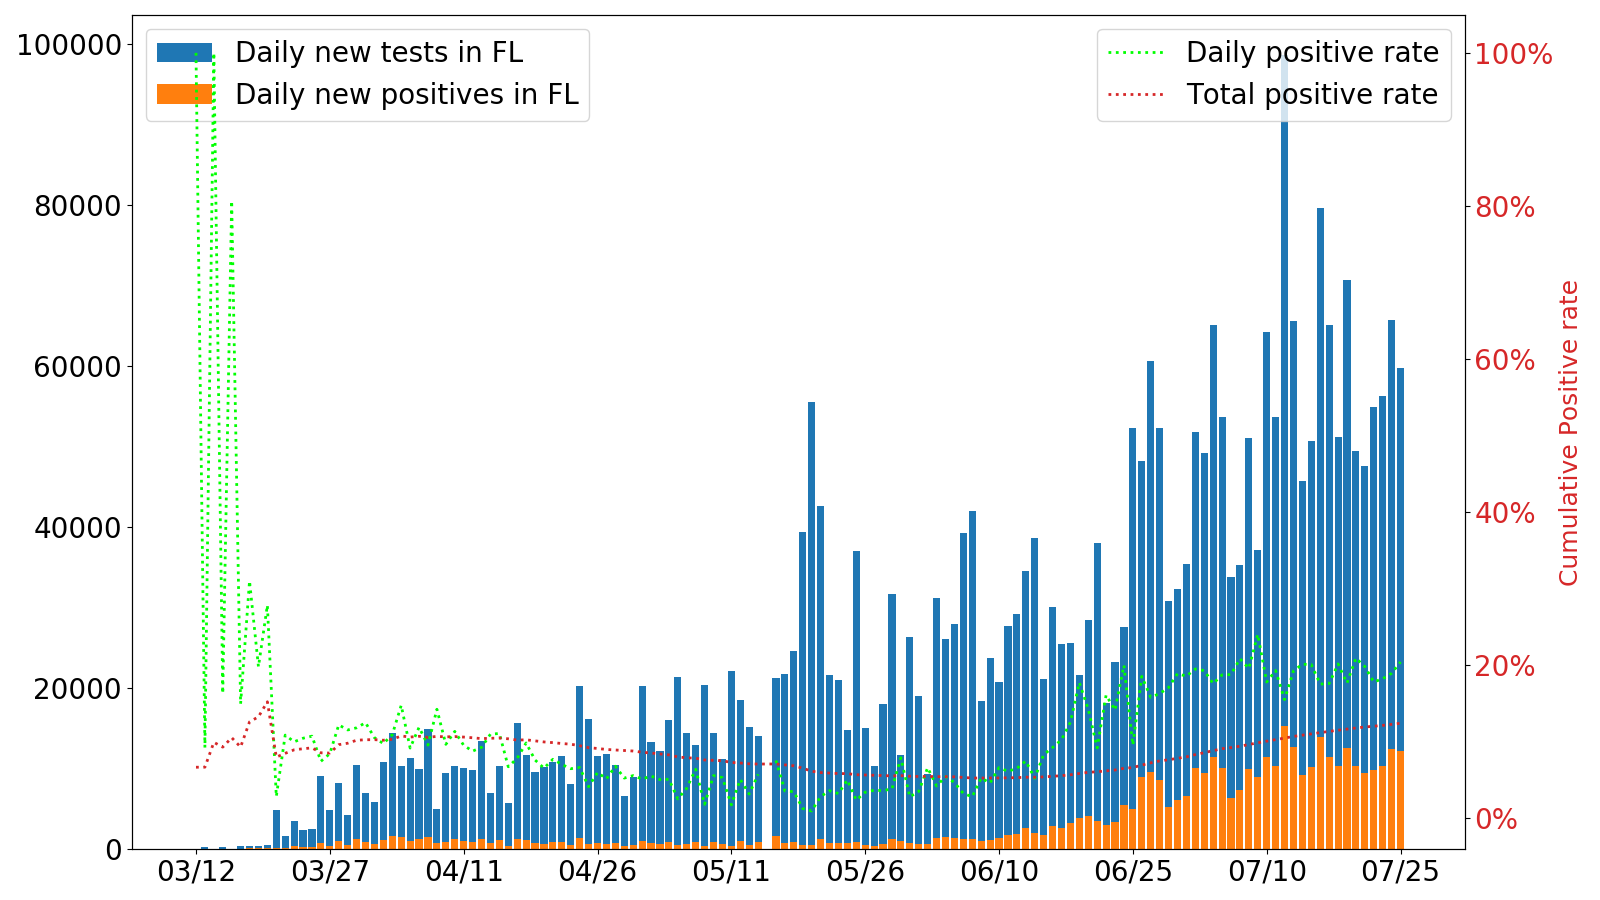 Daily new tests in FL
Daily new positives in FL
Daily positive rate
Total positive rate
100000
80000
60000
40000
20000
0
100%
80%
60%
40%
20%
0%
Cumulative Positive rate
03/12 03/27 04/11 04/26 05/11 05/26 06/10 06/25 07/10 07/25